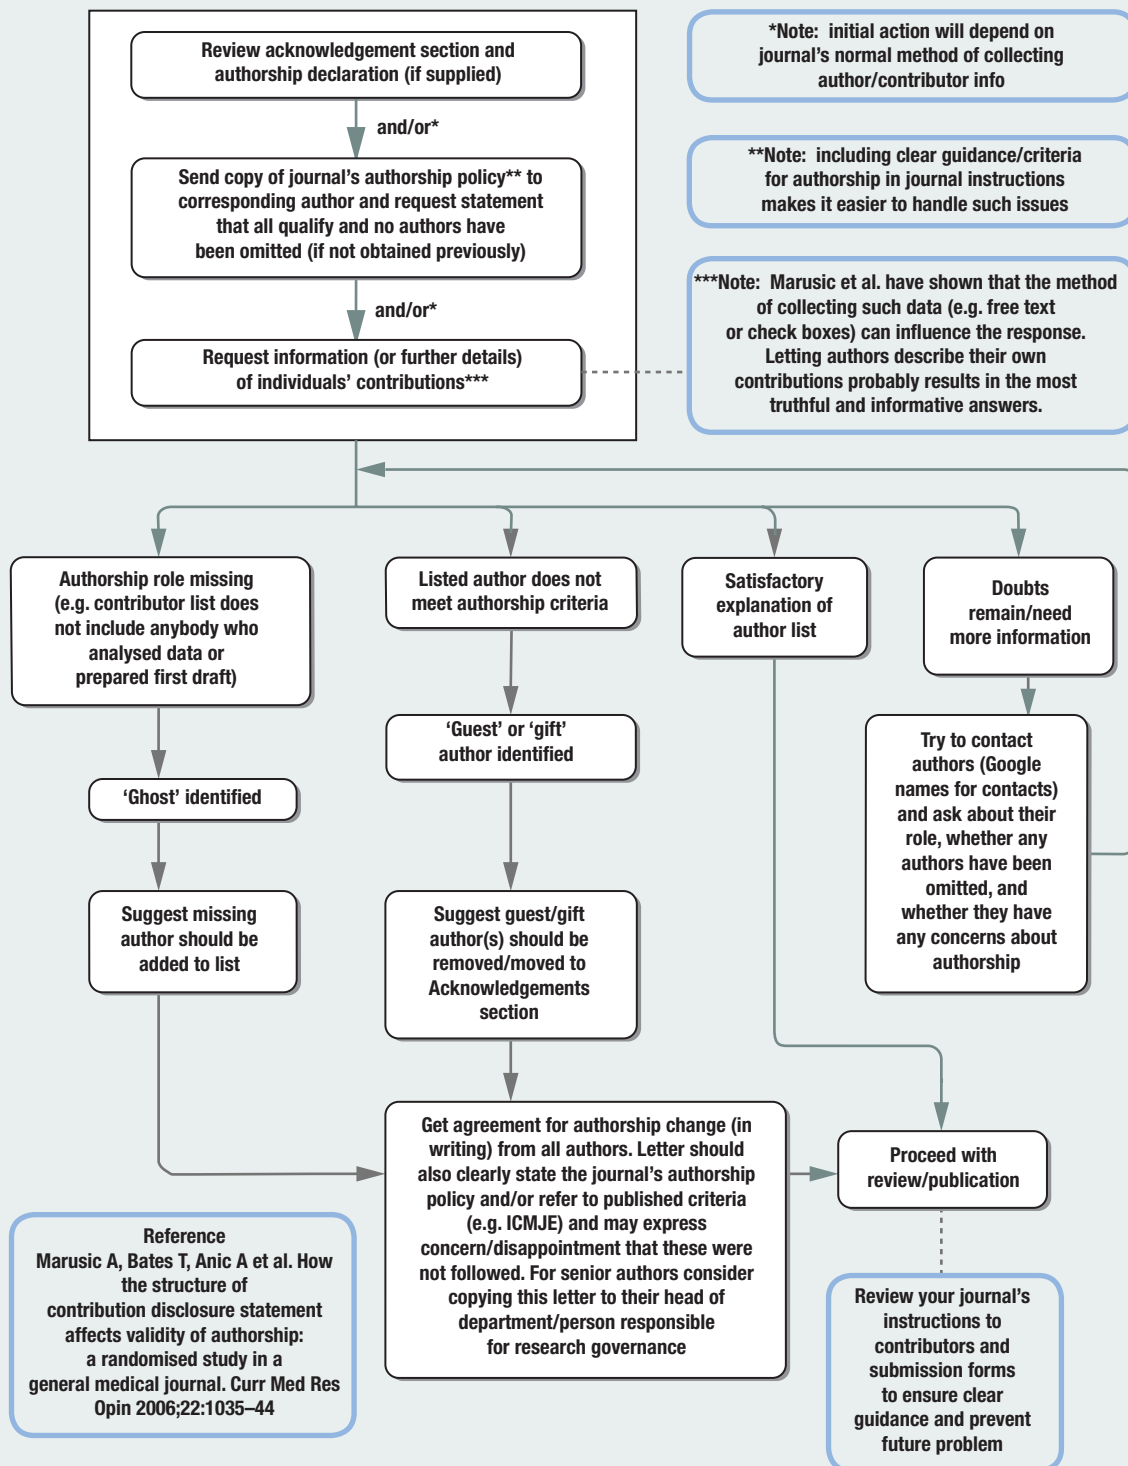 Review acknowledgement section and
authorship declaration (if supplied)
and/or*
Send copy of journal's authorship policy** to
corresponding author and request statement
that all qualify and no authors have
been omitted (if not obtained previously)
and/or*
Request information (or further details)
of individuals' contributions***
*Note: initial action will depend on
journal's normal method of collecting
author/contributor info
**Note: including clear guidance/criteria
for authorship in journal instructions
makes it easier to handle such issues
***Note: Marusic et al. have shown that the method
of collecting such data (e.g. free text
or check boxes) can influence the response.
Letting authors describe their own
contributions probably results in the most
truthful and informative answers.
Authorship role missing
(e.g. contributor list does
not include anybody who
analysed data or
prepared first draft)
'Ghost' identified
Suggest missing
author should be
added to list
Listed author does not
meet authorship criteria
'Guest' or 'gift'
author identified
Suggest guest/gift
author(s) should be
removed/moved to
Acknowledgements
section
Satisfactory
explanation of
author list
Doubts
remain/need
more information
Try to contact
authors (Google
names for contacts)
and ask about their
role, whether any
authors have been
omitted, and
whether they have
any concerns about
authorship
Get agreement for authorship change (in
writing) from all authors. Letter should
also clearly state the journal's authorship
policy and/or refer to published criteria
(e.g. ICMJE) and may express
concern/disappointment that these were
not followed. For senior authors consider
copying this letter to their head of
department/person responsible
for research governance
Proceed with
review/publication
Reference
Marusic A, Bates T, Anic A et al. How
the structure of
contribution disclosure statement
affects validity of authorship:
a randomised study in a
general medical journal. Curr Med Res
Opin 2006;22:1035–44
Review your journal's
instructions to
contributors and
submission forms
to ensure clear
guidance and prevent
future problem